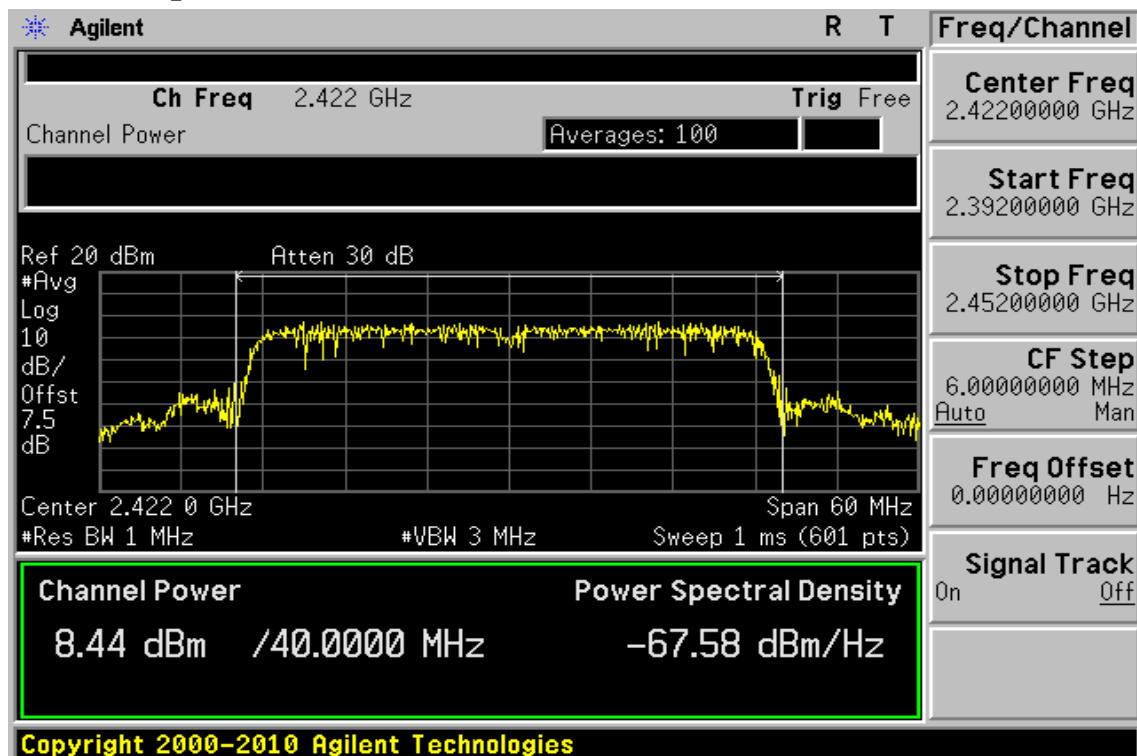 Agilent R T
Ch Freq 2.422 GHz Trig Free
Channel Power Averages: 100
Ref 20 dBm Atten 30 dB
#Avg
Log
10
dB/
Offst
7.5
dB
Center 2.422 0 GHz Span 60 MHz
#Res BW 1 MHz #VBW 3 MHz Sweep 1 ms (601 pts)
Channel Power Power Spectral Density
8.44 dBm /40.0000 MHz -67.58 dBm/Hz
Copyright 2000-2010 Agilent Technologies
Freq/Channel
Center Freq
2.42200000 GHz
Start Freq
2.39200000 GHz
Stop Freq
2.45200000 GHz
CF Step
6.00000000 MHz
Auto Man
Freq Offset
0.00000000 Hz
Signal Track
On Off